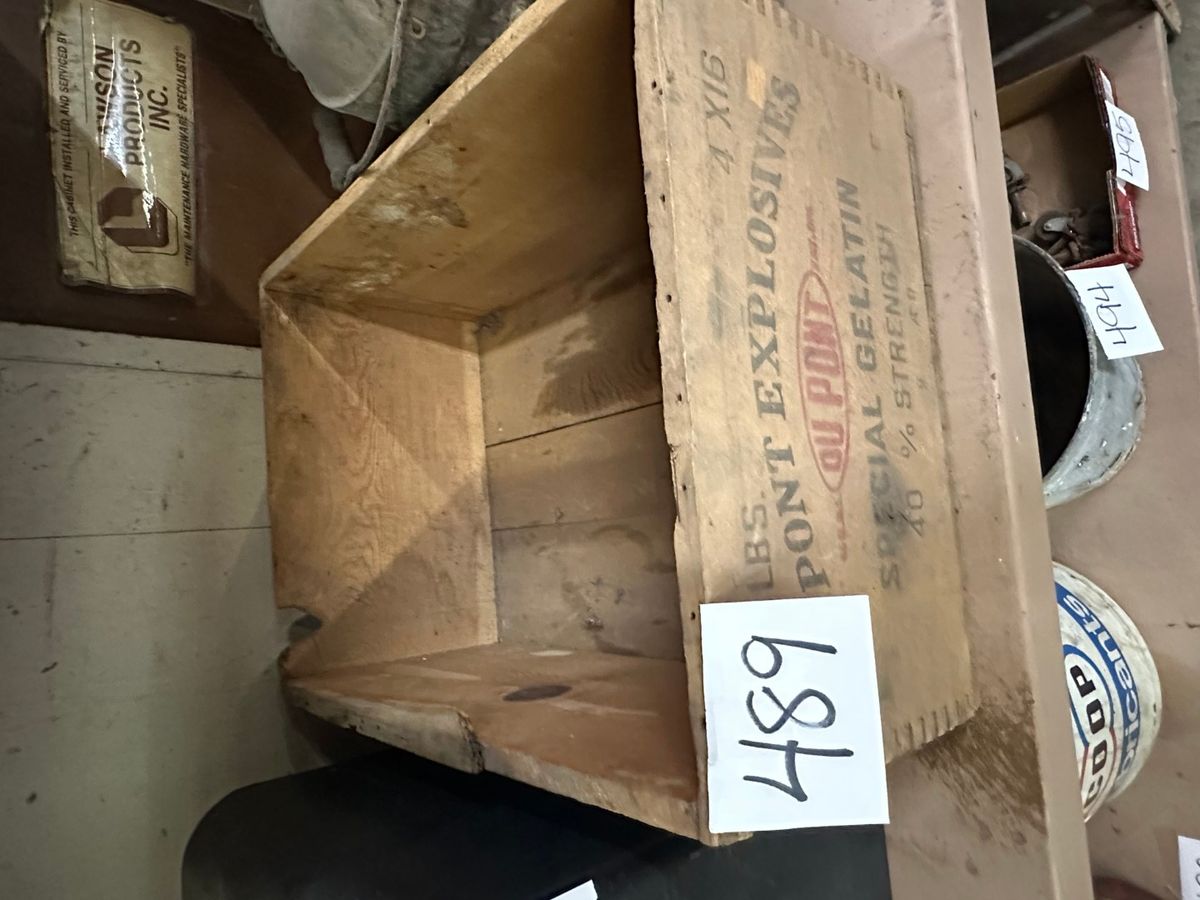 THIS CABINET INSTALLED AND SERVICED BY
PRODUCTS
INC.
"THE MAINTENANCE HARDWARE SPECIALISTS"
LBS. 4 X16
PONT EXPLOSIVES
DU PONT
SPECIAL GELATIN
40 % STRENGTH
489
495
494
COOP